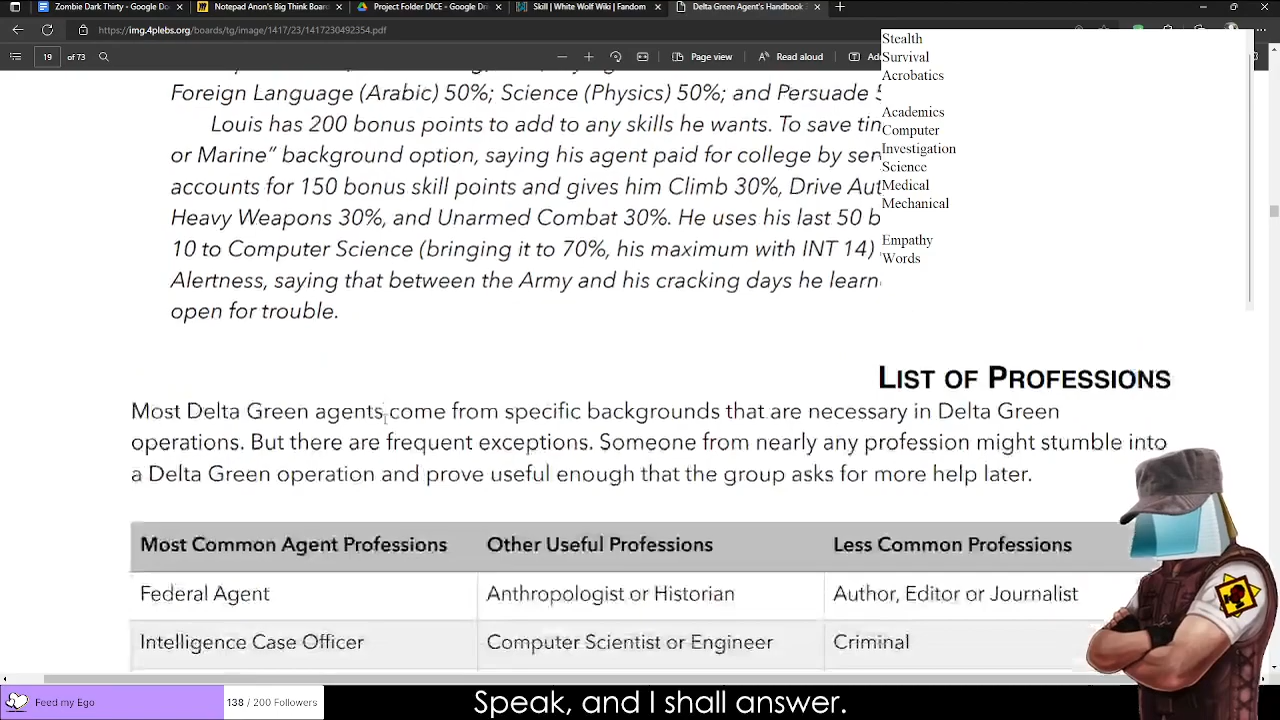 Zombie Dark Thirty - Google Dri
Notepad Anon's Big Think Board
Project Folder DICE - Google Dri
Skill | White Wolf Wiki | Fandom
Delta Green Agent's Handbook
https://img.4plebs.org/boards/tg/image/1417/23/1417230492354.pdf
19 of 73
Page view
Read aloud
Stealth
Survival
Acrobatics
Academics
Computer
Investigation
Science
Medical
Mechanical
Empathy
Words
Foreign Language (Arabic) 50%; Science (Physics) 50%; and Persuade
Louis has 200 bonus points to add to any skills he wants. To save
or Marine” background option, saying his agent paid for college by
accounts for 150 bonus skill points and gives him Climb 30%, Drive
Heavy Weapons 30%, and Unarmed Combat 30%. He uses his last 50
10 to Computer Science (bringing it to 70%, his maximum with INT 14)
Alertness, saying that between the Army and his cracking days he
open for trouble.
LIST OF PROFESSIONS
Most Delta Green agents come from specific backgrounds that are necessary in Delta Green
operations. But there are frequent exceptions. Someone from nearly any profession might stumble into
a Delta Green operation and prove useful enough that the group asks for more help later.
Most Common Agent Professions Other Useful Professions Less Common Professions
Federal Agent Anthropologist or Historian Author, Editor or Journalist
Intelligence Case Officer Computer Scientist or Engineer Criminal
Feed my Ego 138 / 200 Followers
Speak, and I shall answer.